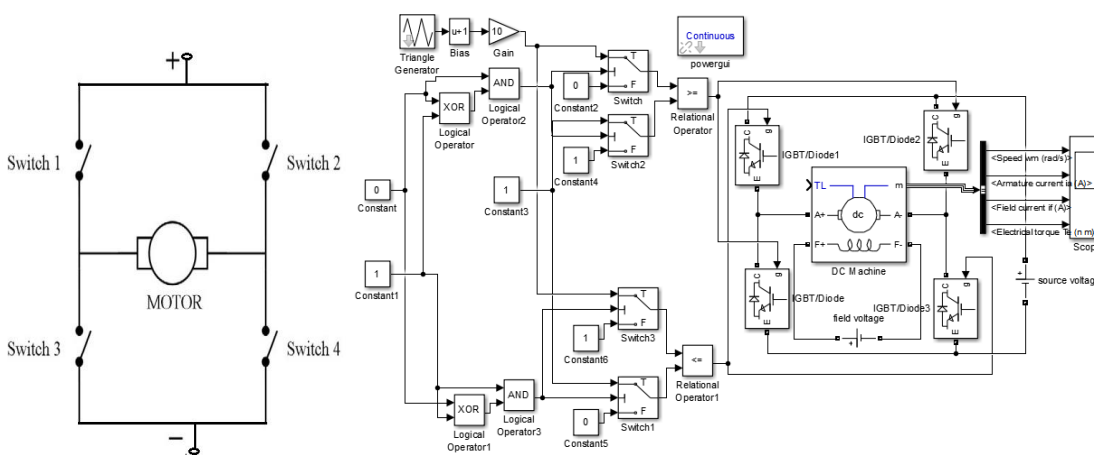 +
Switch 1
Switch 2
MOTOR
Switch 3
Switch 4
−
Triangle
Generator
u+1
Bias
10
Gain
Continuous
powergui
T
F
Switch
0
Constant2
AND
Logical
Operator2
XOR
Logical
Operator
>=
Relational
Operator
T
F
Switch2
1
Constant4
0
Constant
1
Constant3
1
Constant1
g
C
E
IGBT/Diode1
g
C
E
IGBT/Diode2
<Speed wm (rad/s)>
<Armature current ia (A)>
<Field current if (A)>
<Electrical torque Te (n m)
Scop
TL
m
A+
dc
A-
F+
F-
DC Machine
g
C
E
IGBT/Diode
g
C
E
IGBT/Diode3
+
source voltag
field voltage
+
T
F
Switch3
1
Constant6
<=
Relational
Operator1
XOR
Logical
Operator1
AND
Logical
Operator3
T
F
Switch1
0
Constant5